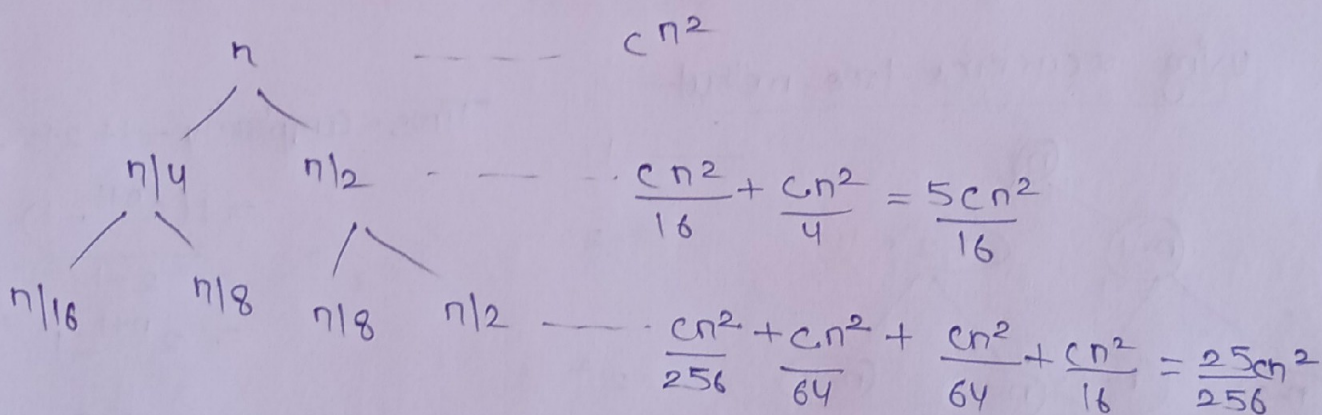 n ---- cn²
n/4 n/2 - - - cn²/16 + cn²/4 = 5cn²/16
n/16 n/8 n/8 n/2 --- cn²/256 + cn²/64 + cn²/64 + cn²/16 = 25cn²/256